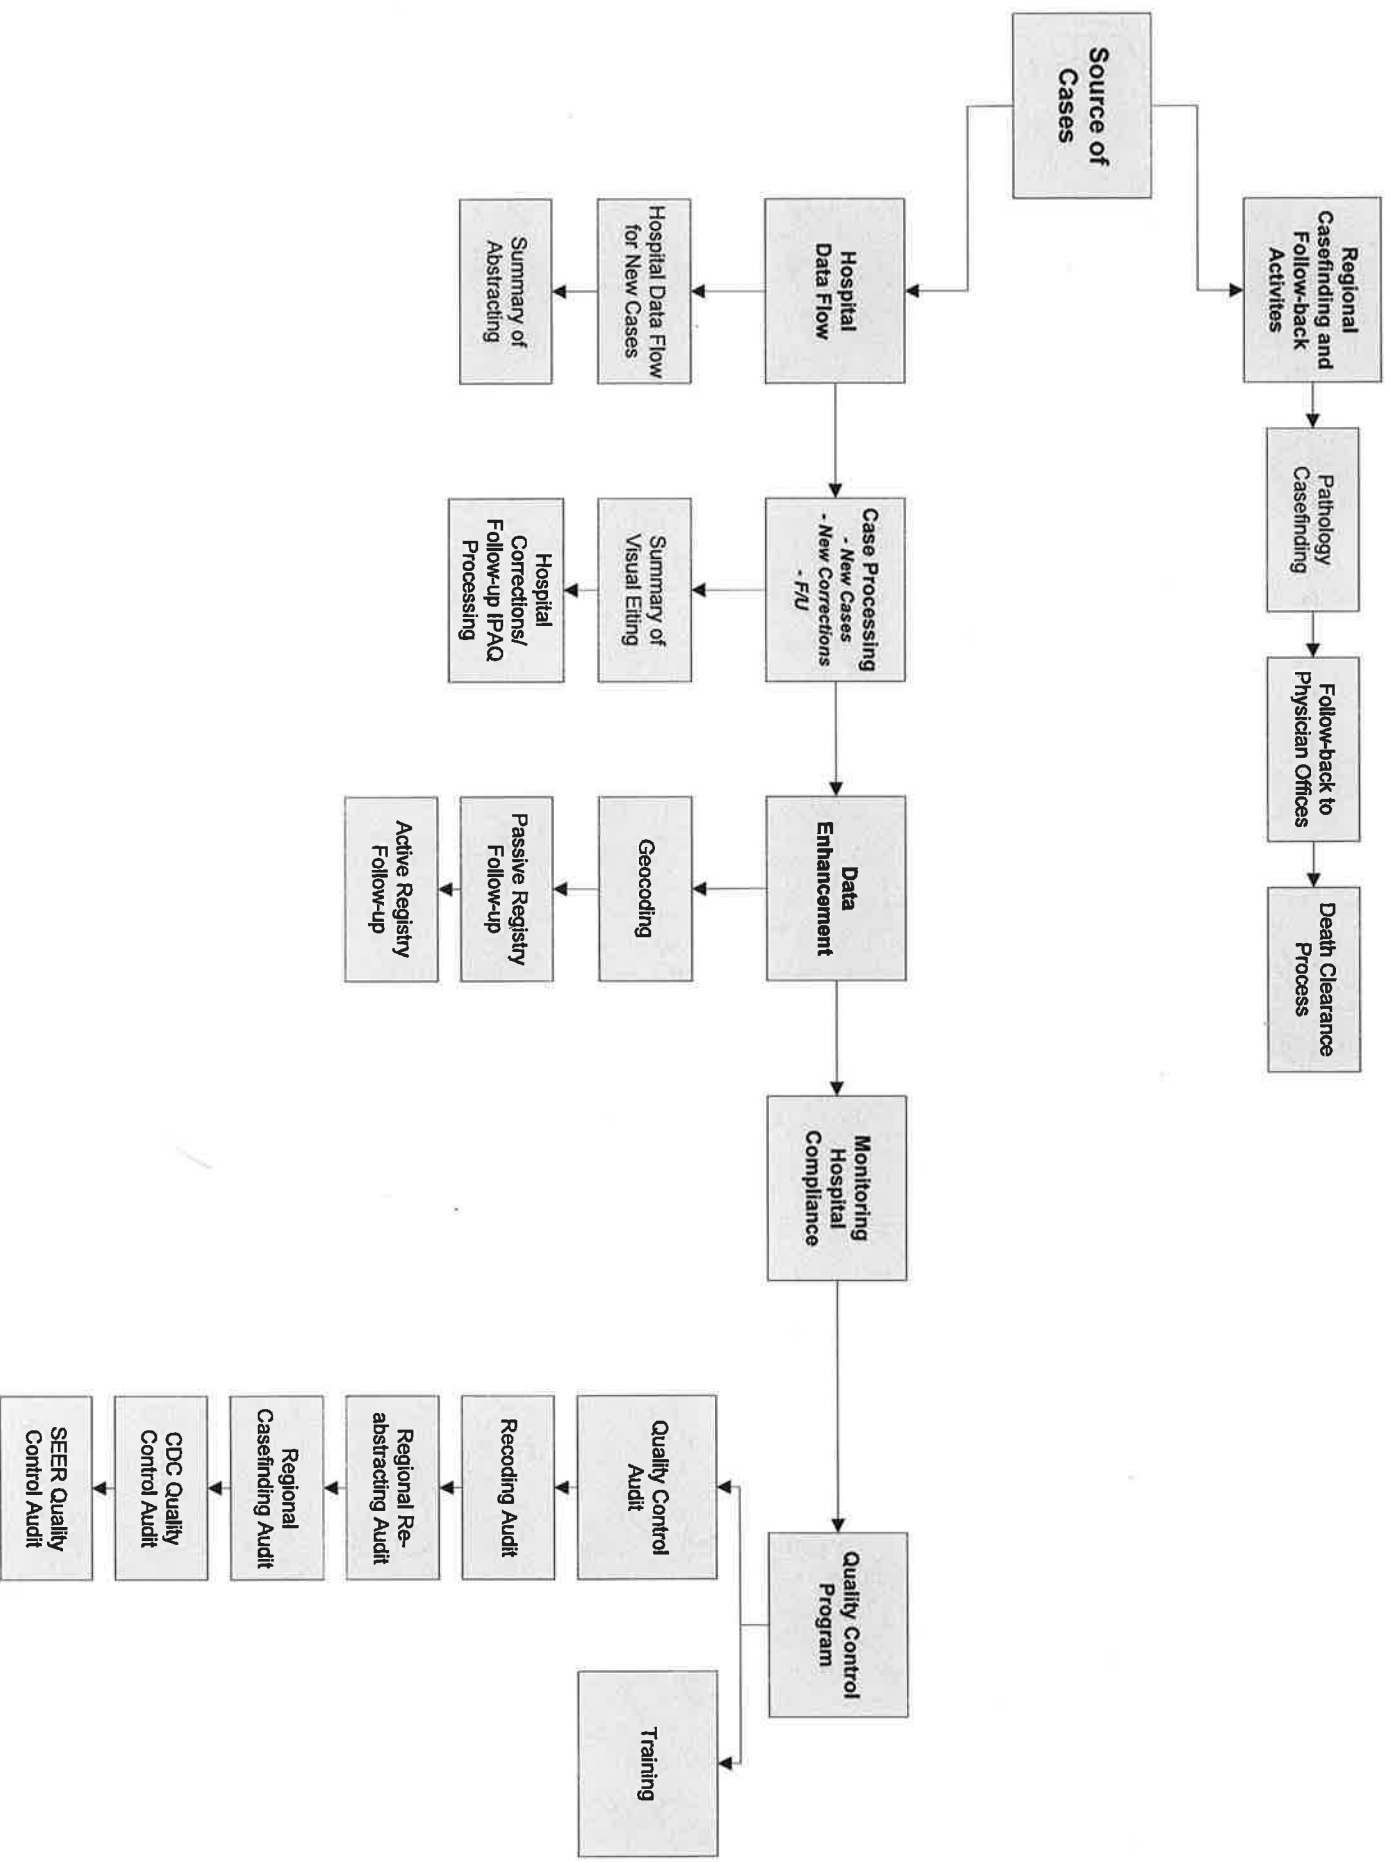 Source of
Cases
Regional
Casefinding and
Follow-back
Activites
Pathology
Casefinding
Follow-back to
Physician Offices
Death Clearance
Process
Hospital
Data Flow
Hospital Data Flow
for New Cases
Summary of
Abstracting
Case Processing
- New Cases
- New Corrections
- F/U
Summary of
Visual Eiting
Hospital
Corrections/
Follow-up IPAQ
Processing
Data
Enhancement
Geocoding
Passive Registry
Follow-up
Active Registry
Follow-up
Monitoring
Hospital
Compliance
Quality Control
Program
Quality Control
Audit
Recoding Audit
Regional Re-
abstracting Audit
Regional
Casefinding Audit
CDC Quality
Control Audit
SEER Quality
Control Audit
Training